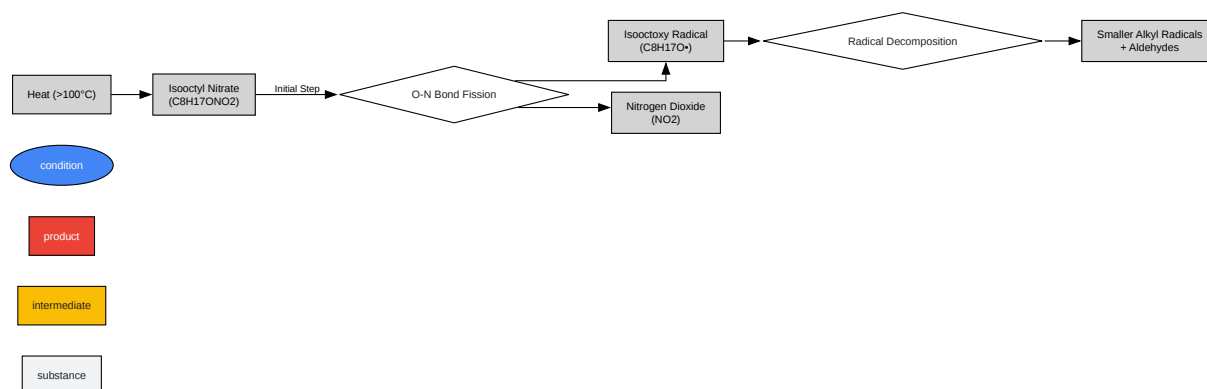 Heat (>100°C)
Isooctyl Nitrate
(C8H17ONO2)
Initial Step
O-N Bond Fission
Isooctoxy Radical
(C8H17O•)
Nitrogen Dioxide
(NO2)
Radical Decomposition
Smaller Alkyl Radicals
+ Aldehydes
condition
product
intermediate
substance